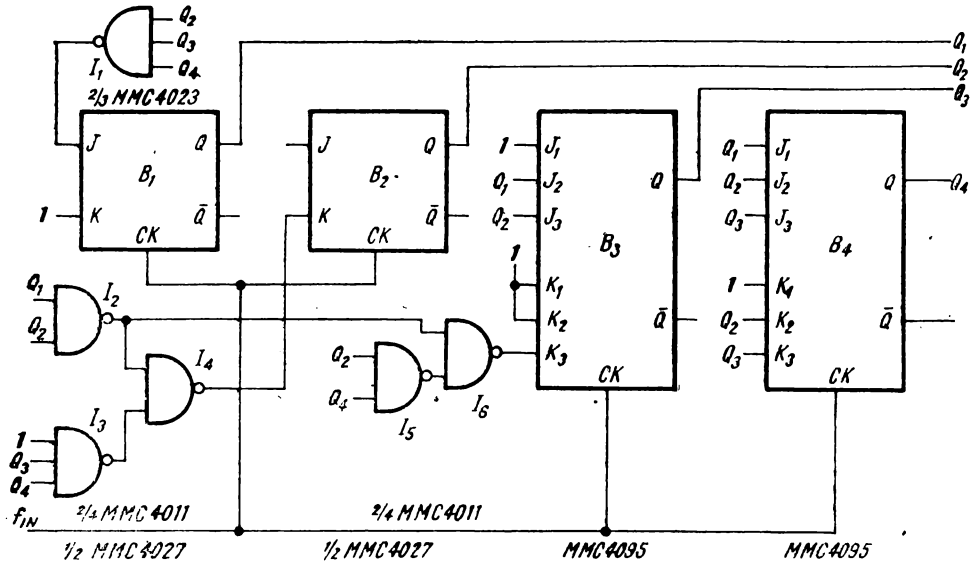 Q2
Q3
Q4
I1
2/3 MMC4023
Q1
Q2
Q3
J
Q
B1
1
K
Q̄
CK
J
Q
B2
K
Q̄
CK
1
J1
Q1
J2
Q2
J3
Q
B3
1
K1
K2
K3
Q̄
CK
Q1
J1
Q2
J2
Q3
J3
Q
Q4
B4
1
K1
Q2
K2
Q3
K3
Q̄
CK
Q1
Q2
I2
I4
1
Q3
Q4
I3
Q2
Q4
I5
I6
fIN
2/4 MMC4011
2/4 MMC4011
1/2 MMC4027
1/2 MMC4027
MMC4095
MMC4095